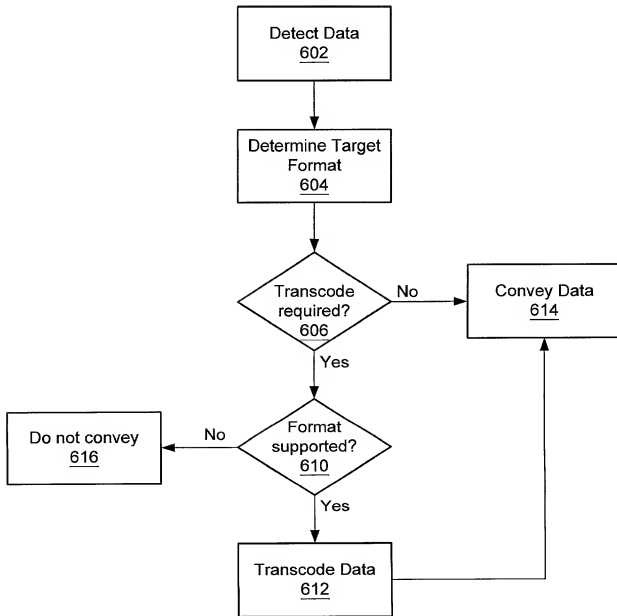 Detect Data
602
Determine Target
Format
604
Transcode
required?
606
No
Convey Data
614
Yes
Format
supported?
610
No
Do not convey
616
Yes
Transcode Data
612